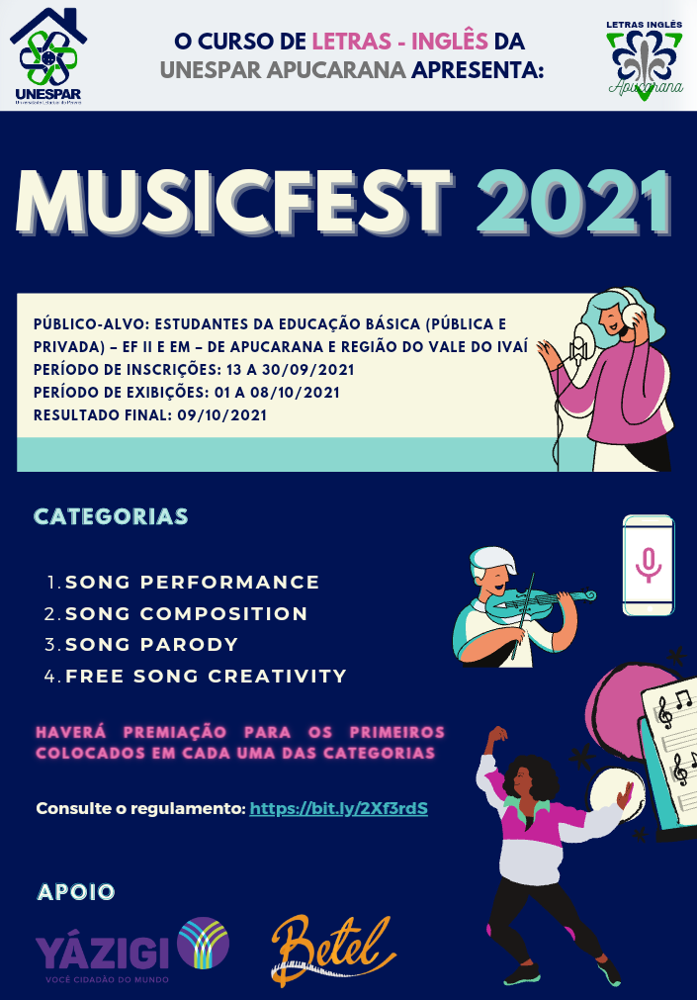 O CURSO DE LETRAS - INGLÊS DA
UNESPAR APUCARANA APRESENTA:
UNESPAR
Universidade Estadual do Paraná
LETRAS INGLÊS
Apucarana
MUSICFEST 2021
PÚBLICO-ALVO: ESTUDANTES DA EDUCAÇÃO BÁSICA (PÚBLICA E
PRIVADA) – EF II E EM – DE APUCARANA E REGIÃO DO VALE DO IVAÍ
PERÍODO DE INSCRIÇÕES: 13 A 30/09/2021
PERÍODO DE EXIBIÇÕES: 01 A 08/10/2021
RESULTADO FINAL: 09/10/2021
CATEGORIAS
1. SONG PERFORMANCE
2. SONG COMPOSITION
3. SONG PARODY
4. FREE SONG CREATIVITY
HAVERÁ PREMIAÇÃO PARA OS PRIMEIROS
COLOCADOS EM CADA UMA DAS CATEGORIAS
Consulte o regulamento: https://bit.ly/2Xf3rdS
APOIO
YÁZIGI
VOCÊ CIDADÃO DO MUNDO
Betel